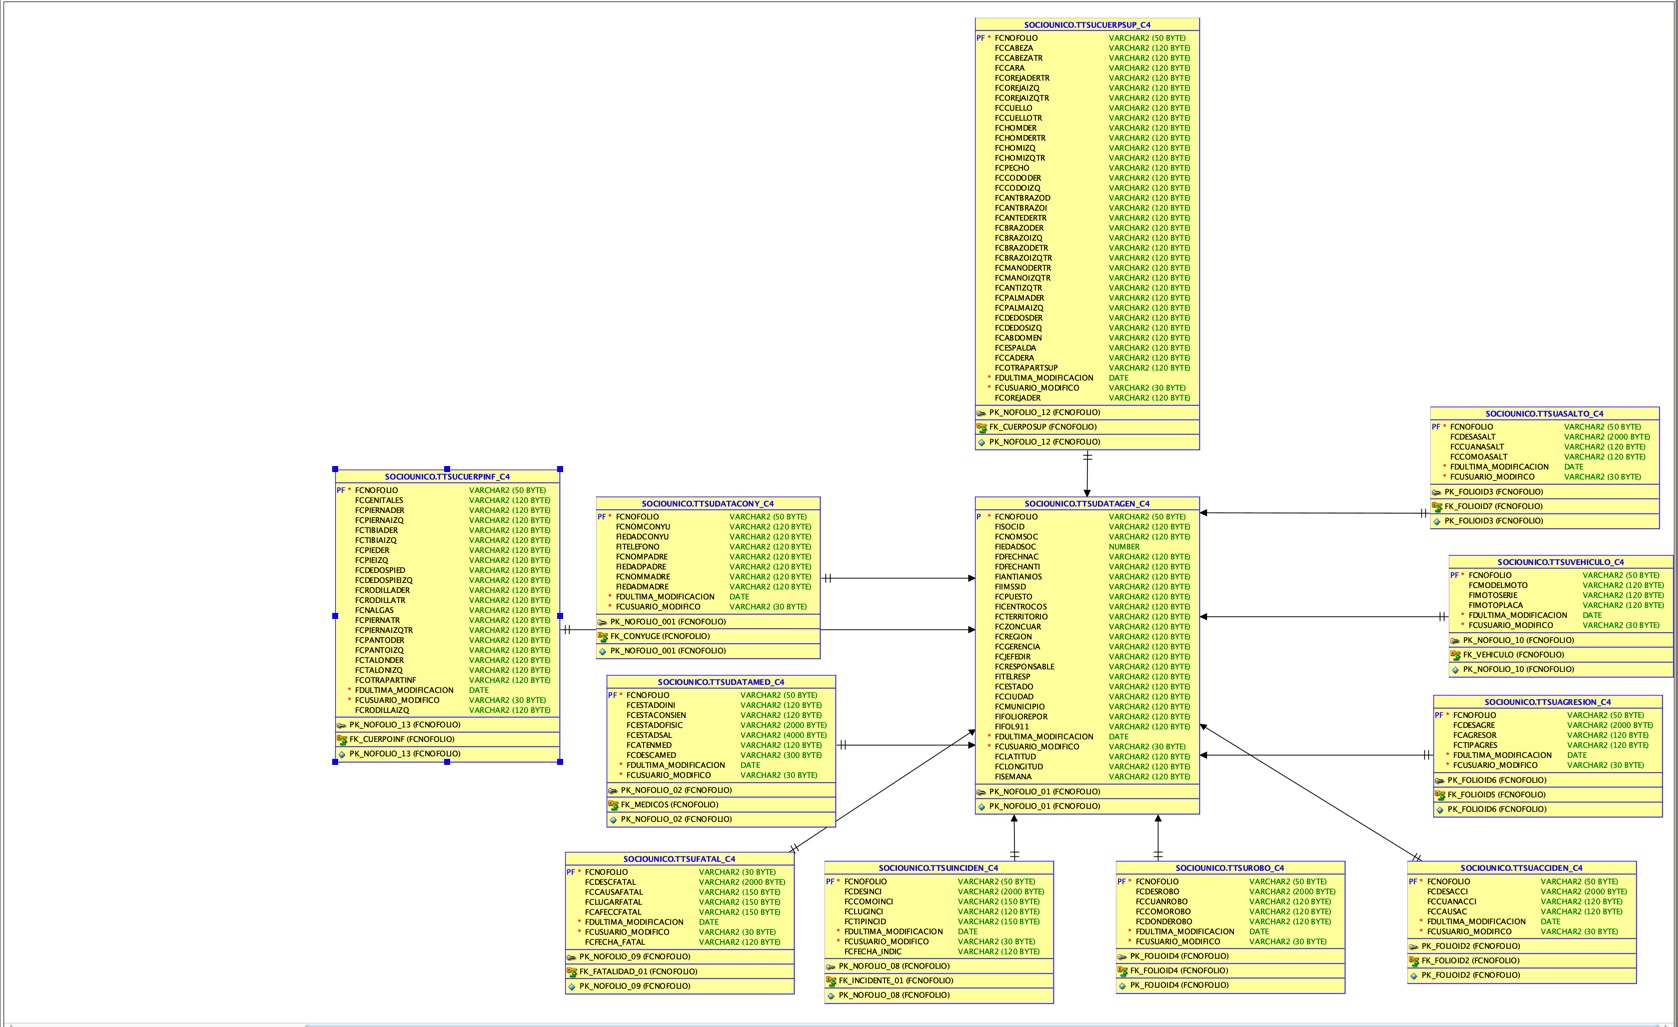 SOCIOUNICO.TTSUCUERPSUP_C4
PF * FCNOFOLIO VARCHAR2 (50 BYTE)
FCCABEZA VARCHAR2 (120 BYTE)
FCCABEZATR VARCHAR2 (120 BYTE)
FCCARA VARCHAR2 (120 BYTE)
FCOREJADERTR VARCHAR2 (120 BYTE)
FCOREJAIZQ VARCHAR2 (120 BYTE)
FCOREJAIZQTR VARCHAR2 (120 BYTE)
FCCUELLO VARCHAR2 (120 BYTE)
FCCUELLOTR VARCHAR2 (120 BYTE)
FCHOMDER VARCHAR2 (120 BYTE)
FCHOMDERTR VARCHAR2 (120 BYTE)
FCHOMIZQ VARCHAR2 (120 BYTE)
FCHOMIZQTR VARCHAR2 (120 BYTE)
FCPECHO VARCHAR2 (120 BYTE)
FCCODODER VARCHAR2 (120 BYTE)
FCCODOIZQ VARCHAR2 (120 BYTE)
FCANTBRAZOD VARCHAR2 (120 BYTE)
FCANTBRAZOI VARCHAR2 (120 BYTE)
FCANTEDERTR VARCHAR2 (120 BYTE)
FCBRAZODER VARCHAR2 (120 BYTE)
FCBRAZOIZQ VARCHAR2 (120 BYTE)
FCBRAZODETR VARCHAR2 (120 BYTE)
FCBRAZOIZQTR VARCHAR2 (120 BYTE)
FCMANODERTR VARCHAR2 (120 BYTE)
FCMANOIZQTR VARCHAR2 (120 BYTE)
FCANTIZQTR VARCHAR2 (120 BYTE)
FCPALMADER VARCHAR2 (120 BYTE)
FCPALMAIZQ VARCHAR2 (120 BYTE)
FCDEDOSDER VARCHAR2 (120 BYTE)
FCDEDOSIZQ VARCHAR2 (120 BYTE)
FCABDOMEN VARCHAR2 (120 BYTE)
FCESPALDA VARCHAR2 (120 BYTE)
FCCADERA VARCHAR2 (120 BYTE)
FCOTRAPARTSUP VARCHAR2 (120 BYTE)
* FDULTIMA_MODIFICACION DATE
* FCUSUARIO_MODIFICO VARCHAR2 (30 BYTE)
FCOREJADER VARCHAR2 (120 BYTE)
PK_NOFOLIO_12 (FCNOFOLIO)
FK_CUERPOSUP (FCNOFOLIO)
PK_NOFOLIO_12 (FCNOFOLIO)
SOCIOUNICO.TTSUASALTO_C4
PF * FCNOFOLIO VARCHAR2 (50 BYTE)
FCDESASALT VARCHAR2 (2000 BYTE)
FCCUANASALT VARCHAR2 (120 BYTE)
FCCOMOASALT VARCHAR2 (120 BYTE)
* FDULTIMA_MODIFICACION DATE
* FCUSUARIO_MODIFICO VARCHAR2 (30 BYTE)
PK_FOLIOID3 (FCNOFOLIO)
FK_FOLIOID7 (FCNOFOLIO)
PK_FOLIOID3 (FCNOFOLIO)
SOCIOUNICO.TTSUCUERPINF_C4
PF * FCNOFOLIO VARCHAR2 (50 BYTE)
FCGENITALES VARCHAR2 (120 BYTE)
FCPIERNADER VARCHAR2 (120 BYTE)
FCPIERNAIZQ VARCHAR2 (120 BYTE)
FCTIBIADER VARCHAR2 (120 BYTE)
FCTIBIAIZQ VARCHAR2 (120 BYTE)
FCPIEDER VARCHAR2 (120 BYTE)
FCPIEIZQ VARCHAR2 (120 BYTE)
FCDEDOSPIED VARCHAR2 (120 BYTE)
FCDEDOSPIEIZQ VARCHAR2 (120 BYTE)
FCRODILLADER VARCHAR2 (120 BYTE)
FCRODILLATR VARCHAR2 (120 BYTE)
FCNALGAS VARCHAR2 (120 BYTE)
FCPIERNATR VARCHAR2 (120 BYTE)
FCPIERNAIZQTR VARCHAR2 (120 BYTE)
FCPANTODER VARCHAR2 (120 BYTE)
FCPANTOIZQ VARCHAR2 (120 BYTE)
FCTALONDER VARCHAR2 (120 BYTE)
FCTALONIZQ VARCHAR2 (120 BYTE)
FCOTRAPARTINF VARCHAR2 (120 BYTE)
* FDULTIMA_MODIFICACION DATE
* FCUSUARIO_MODIFICO VARCHAR2 (30 BYTE)
FCRODILLAIZQ VARCHAR2 (120 BYTE)
PK_NOFOLIO_13 (FCNOFOLIO)
FK_CUERPOINF (FCNOFOLIO)
PK_NOFOLIO_13 (FCNOFOLIO)
SOCIOUNICO.TTSUDATACONY_C4
PF * FCNOFOLIO VARCHAR2 (50 BYTE)
FCNOMCONYU VARCHAR2 (120 BYTE)
FIEDADCONYU VARCHAR2 (120 BYTE)
FITELEFONO VARCHAR2 (120 BYTE)
FCNOMPADRE VARCHAR2 (120 BYTE)
FIEDADPADRE VARCHAR2 (120 BYTE)
FCNOMMADRE VARCHAR2 (120 BYTE)
FIEDADMADRE VARCHAR2 (120 BYTE)
* FDULTIMA_MODIFICACION DATE
* FCUSUARIO_MODIFICO VARCHAR2 (30 BYTE)
PK_NOFOLIO_001 (FCNOFOLIO)
FK_CONYUGE (FCNOFOLIO)
PK_NOFOLIO_001 (FCNOFOLIO)
SOCIOUNICO.TTSUDATAGEN_C4
P * FCNOFOLIO VARCHAR2 (50 BYTE)
FISOCID VARCHAR2 (120 BYTE)
FCNOMSOC VARCHAR2 (120 BYTE)
FIEDADSOC NUMBER
FDFECHNAC VARCHAR2 (120 BYTE)
FDFECHANTI VARCHAR2 (120 BYTE)
FIANTIANIOS VARCHAR2 (120 BYTE)
FIIMSSID VARCHAR2 (120 BYTE)
FCPUESTO VARCHAR2 (120 BYTE)
FICENTROCOS VARCHAR2 (120 BYTE)
FCTERRITORIO VARCHAR2 (120 BYTE)
FCZONCUAR VARCHAR2 (120 BYTE)
FCREGION VARCHAR2 (120 BYTE)
FCGERENCIA VARCHAR2 (120 BYTE)
FCJEFEDIR VARCHAR2 (120 BYTE)
FCRESPONSABLE VARCHAR2 (120 BYTE)
FITELRESP VARCHAR2 (120 BYTE)
FCESTADO VARCHAR2 (120 BYTE)
FCCIUDAD VARCHAR2 (120 BYTE)
FCMUNICIPIO VARCHAR2 (120 BYTE)
FIFOLIOREPOR VARCHAR2 (120 BYTE)
FIFOL911 VARCHAR2 (120 BYTE)
* FDULTIMA_MODIFICACION DATE
* FCUSUARIO_MODIFICO VARCHAR2 (30 BYTE)
FCLATITUD VARCHAR2 (120 BYTE)
FCLONGITUD VARCHAR2 (120 BYTE)
FISEMANA VARCHAR2 (120 BYTE)
PK_NOFOLIO_01 (FCNOFOLIO)
PK_NOFOLIO_01 (FCNOFOLIO)
SOCIOUNICO.TTSUVEHICULO_C4
PF * FCNOFOLIO VARCHAR2 (50 BYTE)
FCMODELMOTO VARCHAR2 (120 BYTE)
FIMOTOSERIE VARCHAR2 (120 BYTE)
FIMOTOPLACA VARCHAR2 (120 BYTE)
* FDULTIMA_MODIFICACION DATE
* FCUSUARIO_MODIFICO VARCHAR2 (30 BYTE)
PK_NOFOLIO_10 (FCNOFOLIO)
FK_VEHICULO (FCNOFOLIO)
PK_NOFOLIO_10 (FCNOFOLIO)
SOCIOUNICO.TTSUDATAMED_C4
PF * FCNOFOLIO VARCHAR2 (50 BYTE)
FCESTADOINI VARCHAR2 (120 BYTE)
FCESTACONSIEN VARCHAR2 (120 BYTE)
FCESTADOFISIC VARCHAR2 (2000 BYTE)
FCESTADSAL VARCHAR2 (4000 BYTE)
FCATENMED VARCHAR2 (120 BYTE)
FCDESCAMED VARCHAR2 (300 BYTE)
* FDULTIMA_MODIFICACION DATE
* FCUSUARIO_MODIFICO VARCHAR2 (30 BYTE)
PK_NOFOLIO_02 (FCNOFOLIO)
FK_MEDICOS (FCNOFOLIO)
PK_NOFOLIO_02 (FCNOFOLIO)
SOCIOUNICO.TTSUAGRESION_C4
PF * FCNOFOLIO VARCHAR2 (50 BYTE)
FCDESAGRE VARCHAR2 (2000 BYTE)
FCAGRESOR VARCHAR2 (120 BYTE)
FCTIPAGRES VARCHAR2 (120 BYTE)
* FDULTIMA_MODIFICACION DATE
* FCUSUARIO_MODIFICO VARCHAR2 (30 BYTE)
PK_FOLIOID6 (FCNOFOLIO)
FK_FOLIOID5 (FCNOFOLIO)
PK_FOLIOID6 (FCNOFOLIO)
SOCIOUNICO.TTSUFATAL_C4
PF * FCNOFOLIO VARCHAR2 (30 BYTE)
FCDESCFATAL VARCHAR2 (2000 BYTE)
FCCAUSAFATAL VARCHAR2 (150 BYTE)
FCLUGARFATAL VARCHAR2 (150 BYTE)
FCAFECCFATAL VARCHAR2 (150 BYTE)
* FDULTIMA_MODIFICACION DATE
* FCUSUARIO_MODIFICO VARCHAR2 (30 BYTE)
FCFECHA_FATAL VARCHAR2 (120 BYTE)
PK_NOFOLIO_09 (FCNOFOLIO)
FK_FATALIDAD_01 (FCNOFOLIO)
PK_NOFOLIO_09 (FCNOFOLIO)
SOCIOUNICO.TTSUINCIDEN_C4
PF * FCNOFOLIO VARCHAR2 (50 BYTE)
FCDESINCI VARCHAR2 (2000 BYTE)
FCCOMOINCI VARCHAR2 (150 BYTE)
FCLUGINCI VARCHAR2 (120 BYTE)
FCTIPINCID VARCHAR2 (150 BYTE)
* FDULTIMA_MODIFICACION DATE
* FCUSUARIO_MODIFICO VARCHAR2 (30 BYTE)
FCFECHA_INDIC VARCHAR2 (120 BYTE)
PK_NOFOLIO_08 (FCNOFOLIO)
FK_INCIDENTE_01 (FCNOFOLIO)
PK_NOFOLIO_08 (FCNOFOLIO)
SOCIOUNICO.TTSUROBO_C4
PF * FCNOFOLIO VARCHAR2 (50 BYTE)
FCDESROBO VARCHAR2 (2000 BYTE)
FCCUANROBO VARCHAR2 (120 BYTE)
FCCOMOROBO VARCHAR2 (120 BYTE)
FCDONDEROBO VARCHAR2 (120 BYTE)
* FDULTIMA_MODIFICACION DATE
* FCUSUARIO_MODIFICO VARCHAR2 (30 BYTE)
PK_FOLIOID4 (FCNOFOLIO)
FK_FOLIOID4 (FCNOFOLIO)
PK_FOLIOID4 (FCNOFOLIO)
SOCIOUNICO.TTSUACCIDEN_C4
PF * FCNOFOLIO VARCHAR2 (50 BYTE)
FCDESACCI VARCHAR2 (2000 BYTE)
FCCUANACCI VARCHAR2 (120 BYTE)
FCCAUSAC VARCHAR2 (120 BYTE)
* FDULTIMA_MODIFICACION DATE
* FCUSUARIO_MODIFICO VARCHAR2 (30 BYTE)
PK_FOLIOID2 (FCNOFOLIO)
FK_FOLIOID2 (FCNOFOLIO)
PK_FOLIOID2 (FCNOFOLIO)